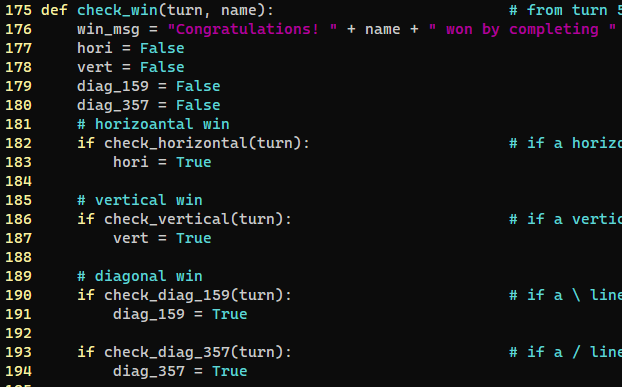 175 def check_win(turn, name): # from turn 5
176 win_msg = "Congratulations! " + name + " won by completing "
177 hori = False
178 vert = False
179 diag_159 = False
180 diag_357 = False
181 # horizoantal win
182 if check_horizontal(turn): # if a horizo
183 hori = True
184
185 # vertical win
186 if check_vertical(turn): # if a vertic
187 vert = True
188
189 # diagonal win
190 if check_diag_159(turn): # if a \ line
191 diag_159 = True
192
193 if check_diag_357(turn): # if a / line
194 diag_357 = True